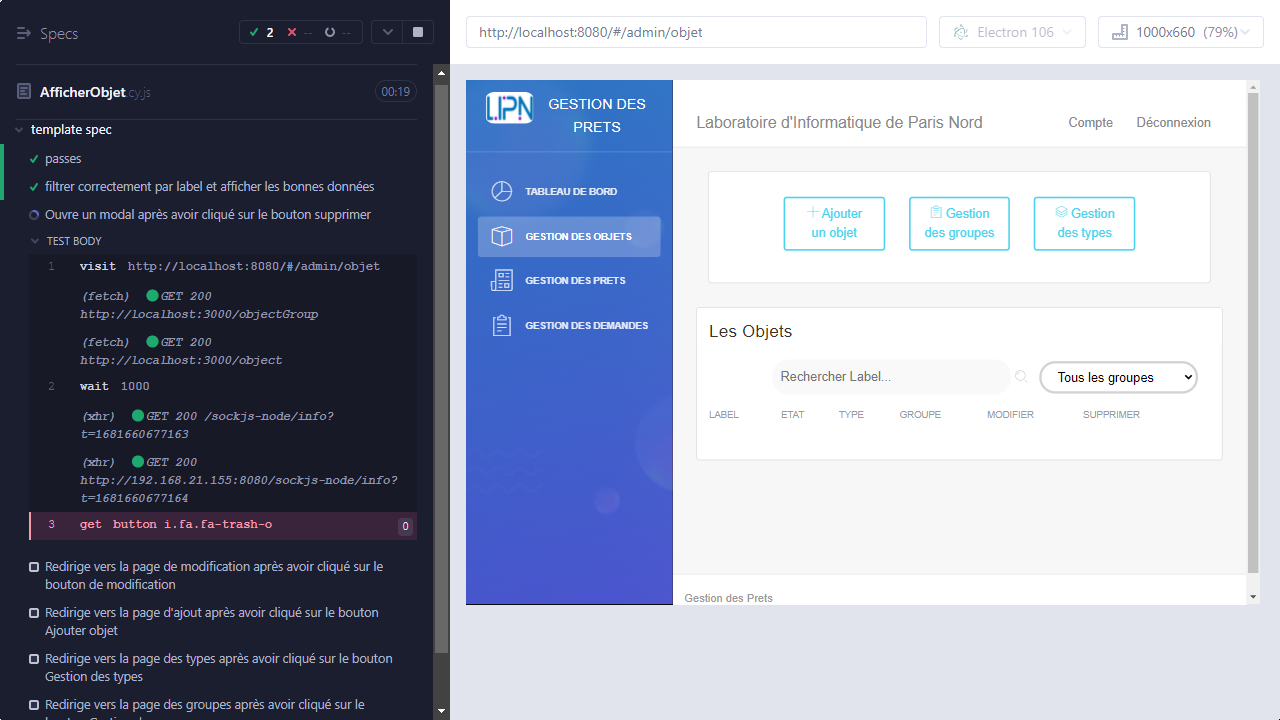 Specs
2
--
--
AfficherObjet.cy.js
00:19
template spec
passes
filtrer correctement par label et afficher les bonnes données
Ouvre un modal après avoir cliqué sur le bouton supprimer
TEST BODY
1 visit http://localhost:8080/#/admin/objet
(fetch) GET 200
http://localhost:3000/objectGroup
(fetch) GET 200
http://localhost:3000/object
2 wait 1000
(xhr) GET 200 /sockjs-node/info?
t=1681660677163
(xhr) GET 200
http://192.168.21.155:8080/sockjs-node/info?
t=1681660677164
3 get button i.fa.fa-trash-o 0
Redirige vers la page de modification après avoir cliqué sur le
bouton de modification
Redirige vers la page d'ajout après avoir cliqué sur le bouton
Ajouter objet
Redirige vers la page des types après avoir cliqué sur le bouton
Gestion des types
Redirige vers la page des groupes après avoir cliqué sur le
http://localhost:8080/#/admin/objet
Electron 106
1000x660 (79%)
LIPN
GESTION DES
PRETS
TABLEAU DE BORD
GESTION DES OBJETS
GESTION DES PRETS
GESTION DES DEMANDES
Laboratoire d'Informatique de Paris Nord
Compte
Déconnexion
Ajouter
un objet
Gestion
des groupes
Gestion
des types
Les Objets
Rechercher Label...
Tous les groupes
LABEL ETAT TYPE GROUPE MODIFIER SUPPRIMER
Gestion des Prets